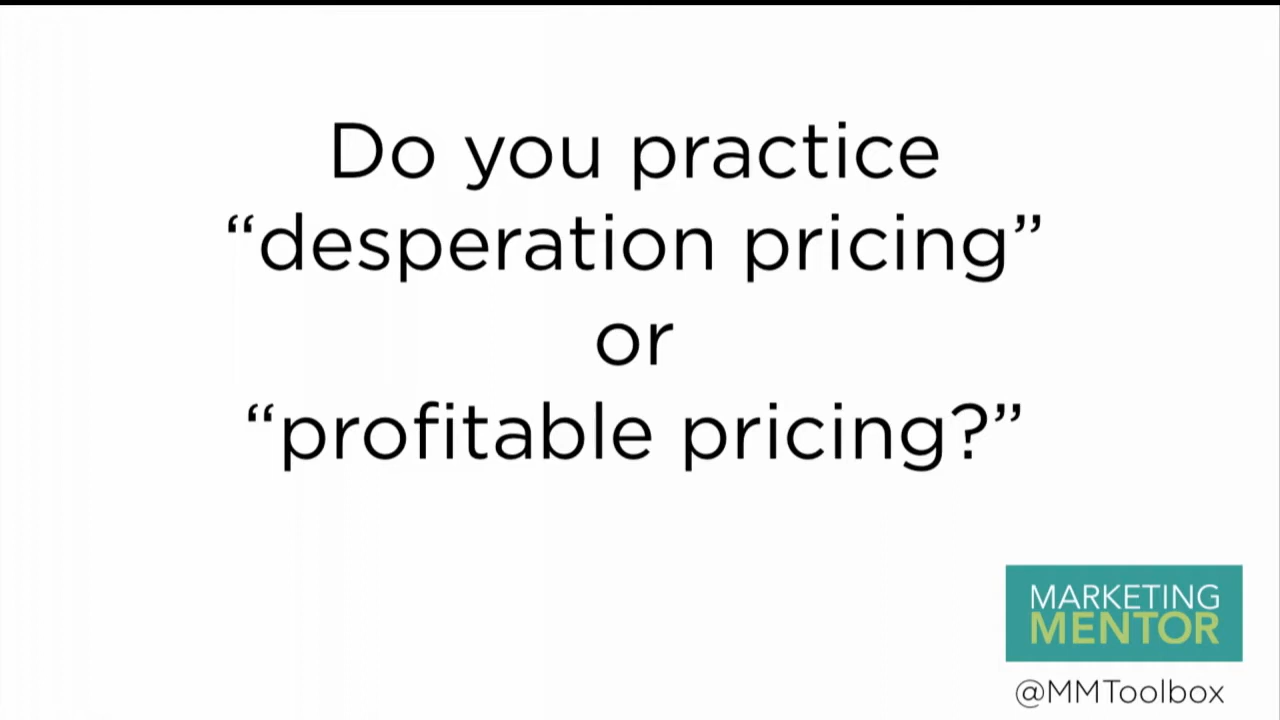 Do you practice
“desperation pricing”
or
“profitable pricing?”
MARKETING
MENTOR
@MMToolbox